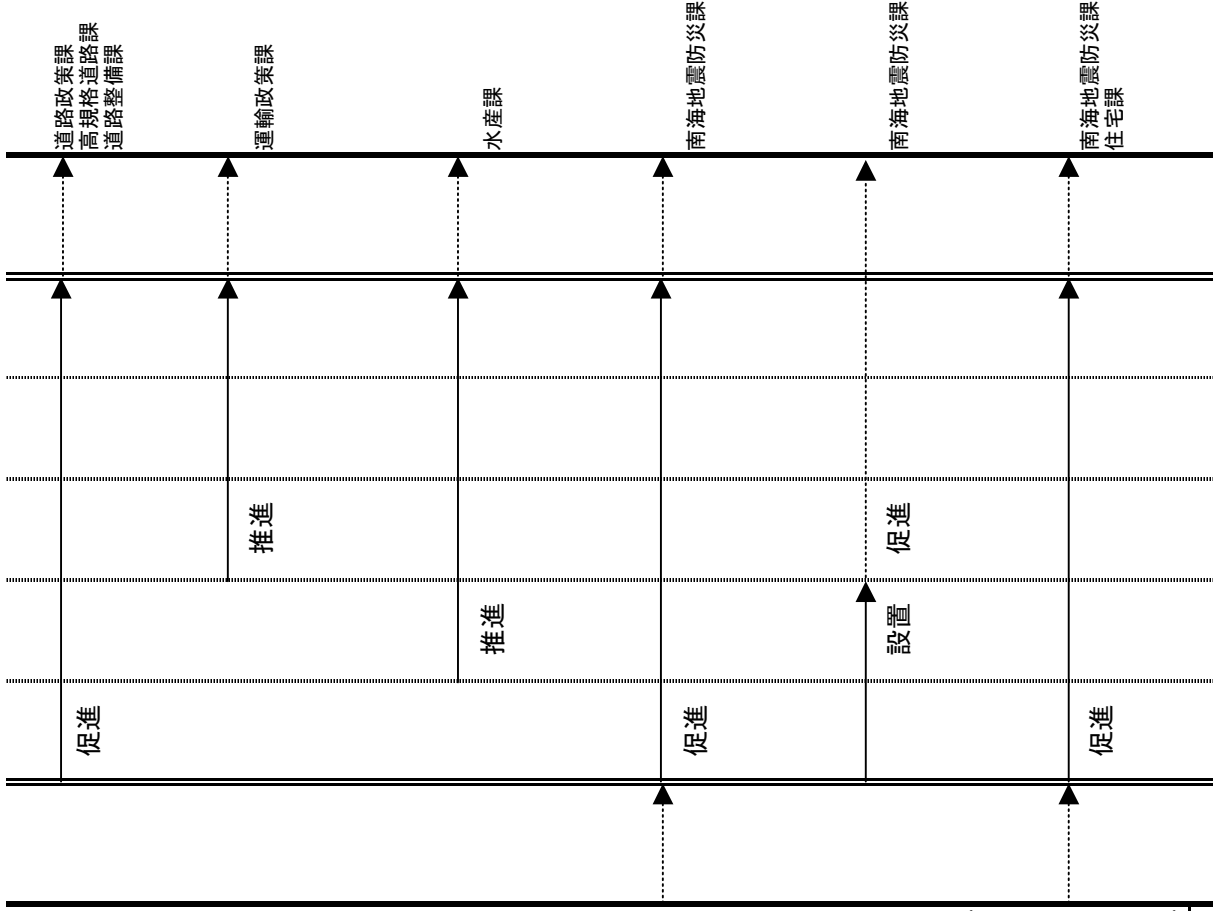 道路政策課
高規格道路課
道路整備課
運輸政策課
水産課
南海地震防災課
南海地震防災課
南海地震防災課
住宅課
促進
推進
推進
促進
設置
促進
促進